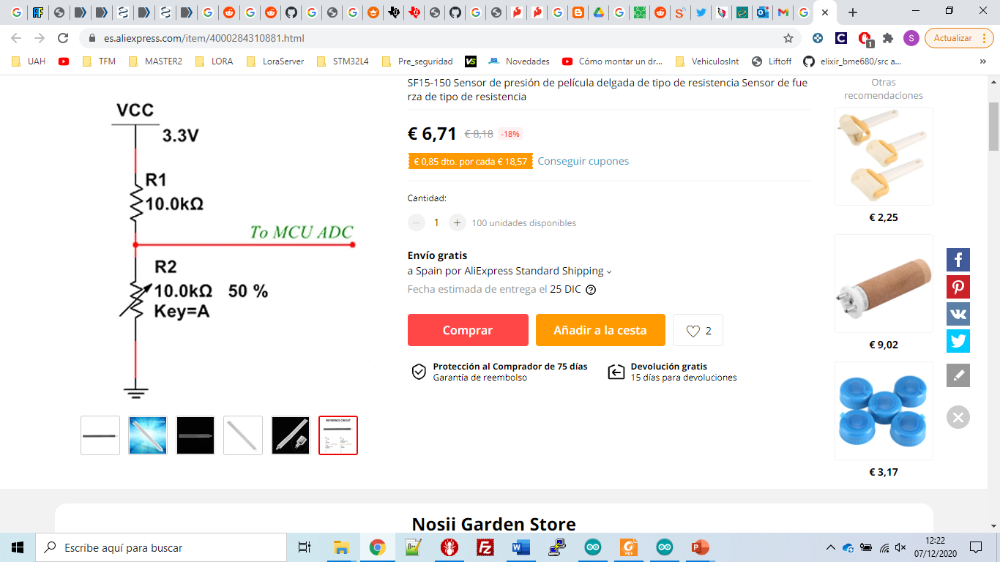 es.aliexpress.com/item/4000284310881.html
1
S
Actualizar
UAH
TFM
MASTER2
LORA
LoraServer
STM32L4
Pre_seguridad
VS
Novedades
Cómo montar un dr...
VehiculosInt
Liftoff
elixir_bme680/src a...
»
VCC
3.3V
R1
10.0kΩ
To MCU ADC
R2
10.0kΩ 50 %
Key=A
REFERENCE CIRCUIT
SF15-150 Sensor de presión de película delgada de tipo de resistencia Sensor de fue
rza de tipo de resistencia
€ 6,71 € 8,18 -18%
€ 0,85 dto. por cada € 18,57 Conseguir cupones
Cantidad:
1 + 100 unidades disponibles
Envío gratis
a Spain por AliExpress Standard Shipping
Fecha estimada de entrega el 25 DIC
Comprar
Añadir a la cesta
2
Protección al Comprador de 75 días
Garantía de reembolso
Devolución gratis
15 días para devoluciones
Otras
recomendaciones
€ 2,25
€ 9,02
€ 3,17
Nosii Garden Store
Escribe aquí para buscar
12:22
07/12/2020